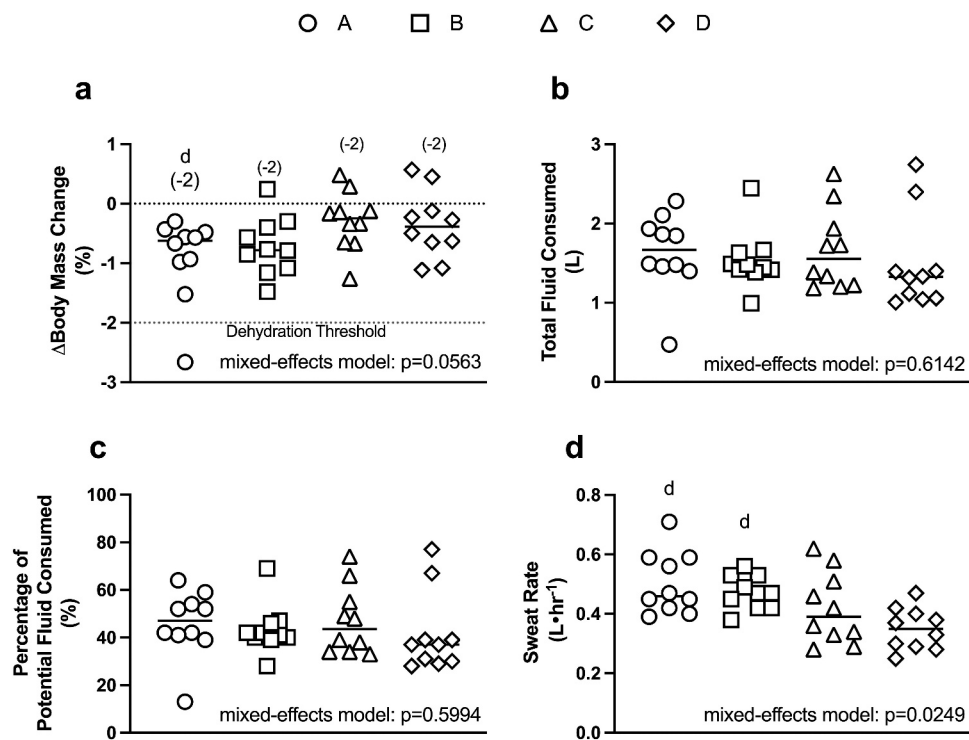 A B C D
a
ΔBody Mass Change
(%)
1
0
-1
-2
-3
d
(-2)
(-2)
(-2)
(-2)
Dehydration Threshold
mixed-effects model: p=0.0563
b
Total Fluid Consumed
(L)
3
2
1
0
mixed-effects model: p=0.6142
c
Percentage of
Potential Fluid Consumed
(%)
100
80
60
40
20
0
mixed-effects model: p=0.5994
d
Sweat Rate
(L•hr⁻¹)
0.8
0.6
0.4
0.2
0.0
d
d
mixed-effects model: p=0.0249